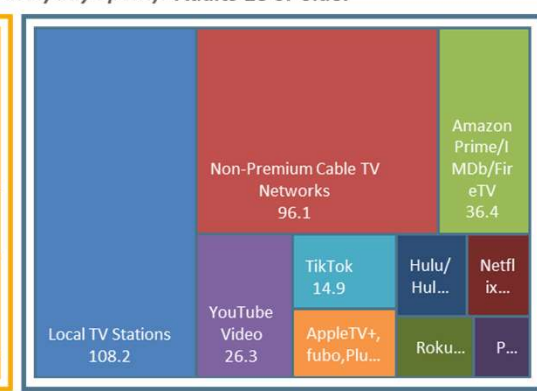 Adults 18 or older
Non-Premium Cable TV
Networks
96.1
Amazon
Prime/I
MDb/Fir
eTV
36.4
Local TV Stations
108.2
YouTube
Video
26.3
TikTok
14.9
Hulu/
Hul...
Netfl
ix...
AppleTV+,
fubo,Plu...
Roku...
P...